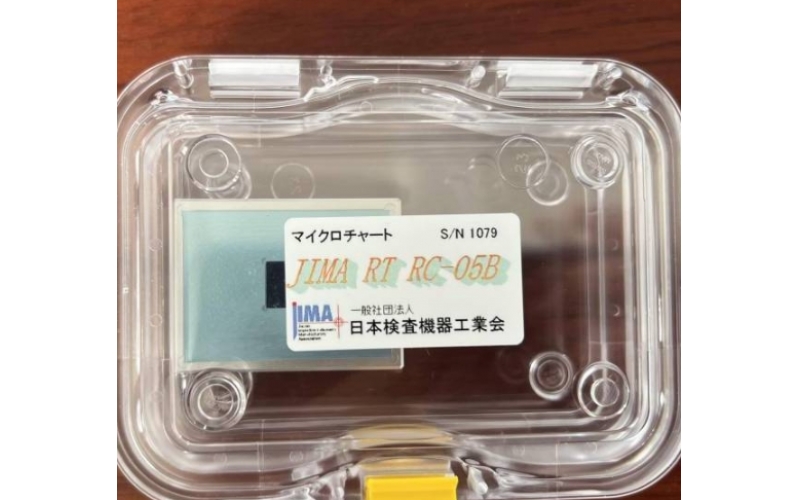 マイクロチャート S/N 1079
JIMA RT RC-05B
JIMA
一般社団法人
日本検査機器工業会
23